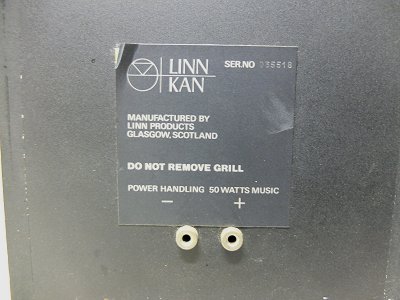 LINN
KAN
SER.NO 035518
MANUFACTURED BY
LINN PRODUCTS
GLASGOW, SCOTLAND
DO NOT REMOVE GRILL
POWER HANDLING 50 WATTS MUSIC
– +